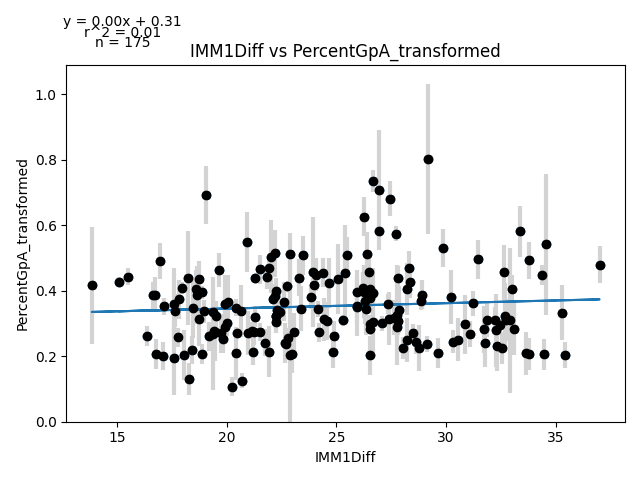 y = 0.00x + 0.31
r^2 = 0.01
n = 175
IMM1Diff vs PercentGpA_transformed
PercentGpA_transformed
1.0
0.8
0.6
0.4
0.2
0.0
15 20 25 30 35
IMM1Diff